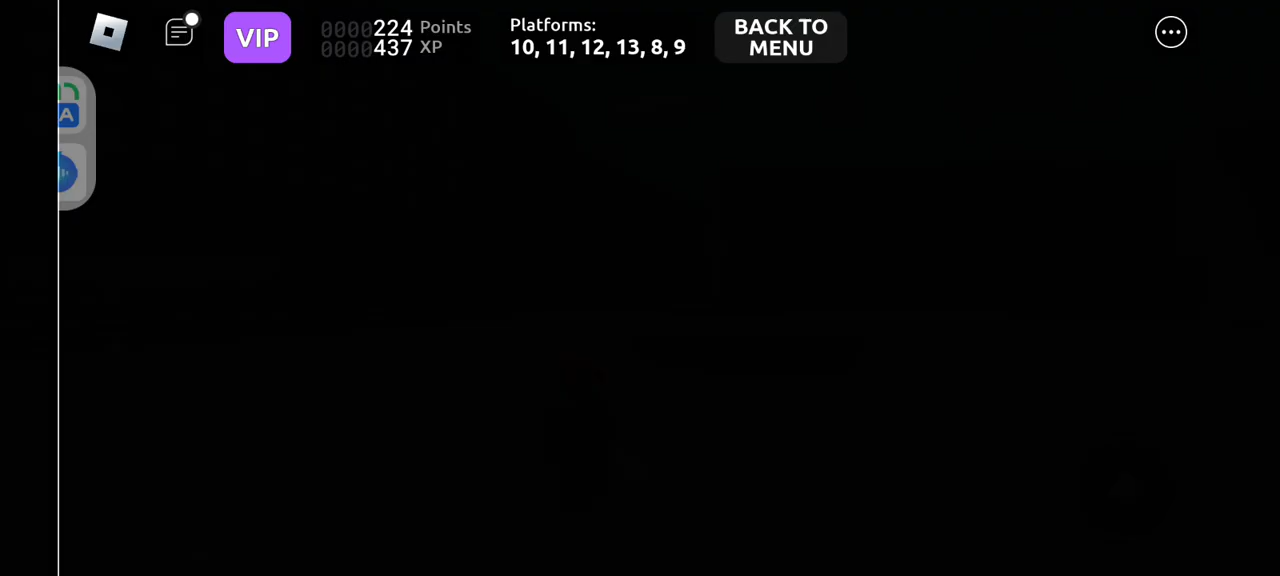 VIP
0000224 Points
0000437 XP
Platforms:
10, 11, 12, 13, 8, 9
BACK TO
MENU
A